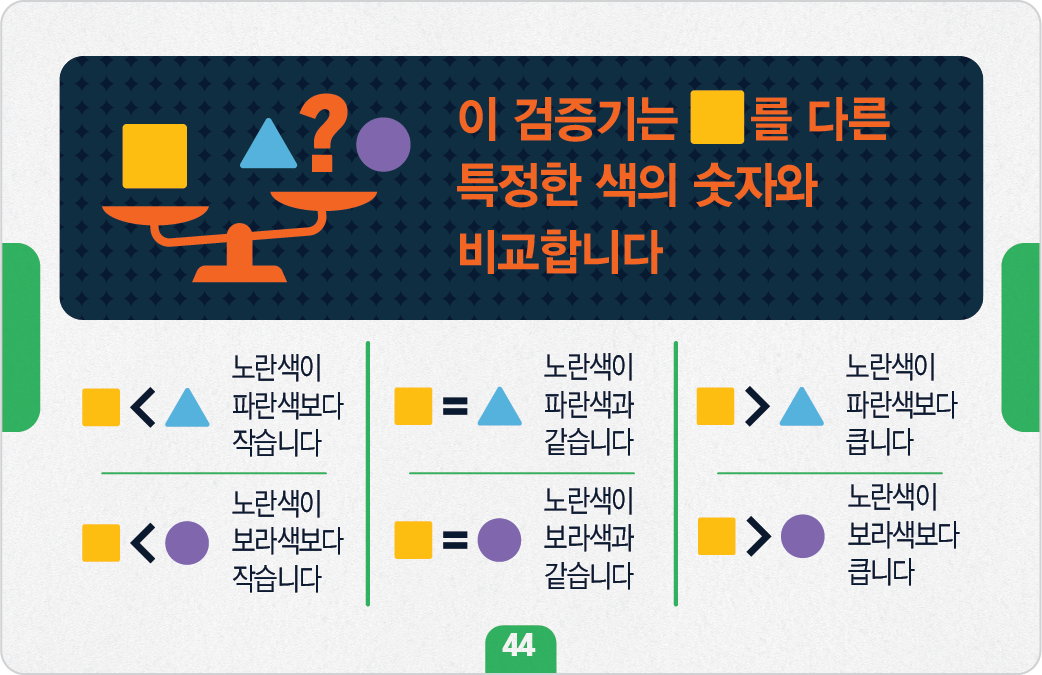 이 검증기는 를 다른
특정한 색의 숫자와
비교합니다
?
노란색이
파란색보다
작습니다
<
노란색이
파란색과
같습니다
=
노란색이
파란색보다
큽니다
>
노란색이
보라색보다
작습니다
<
노란색이
보라색과
같습니다
=
노란색이
보라색보다
큽니다
>
44